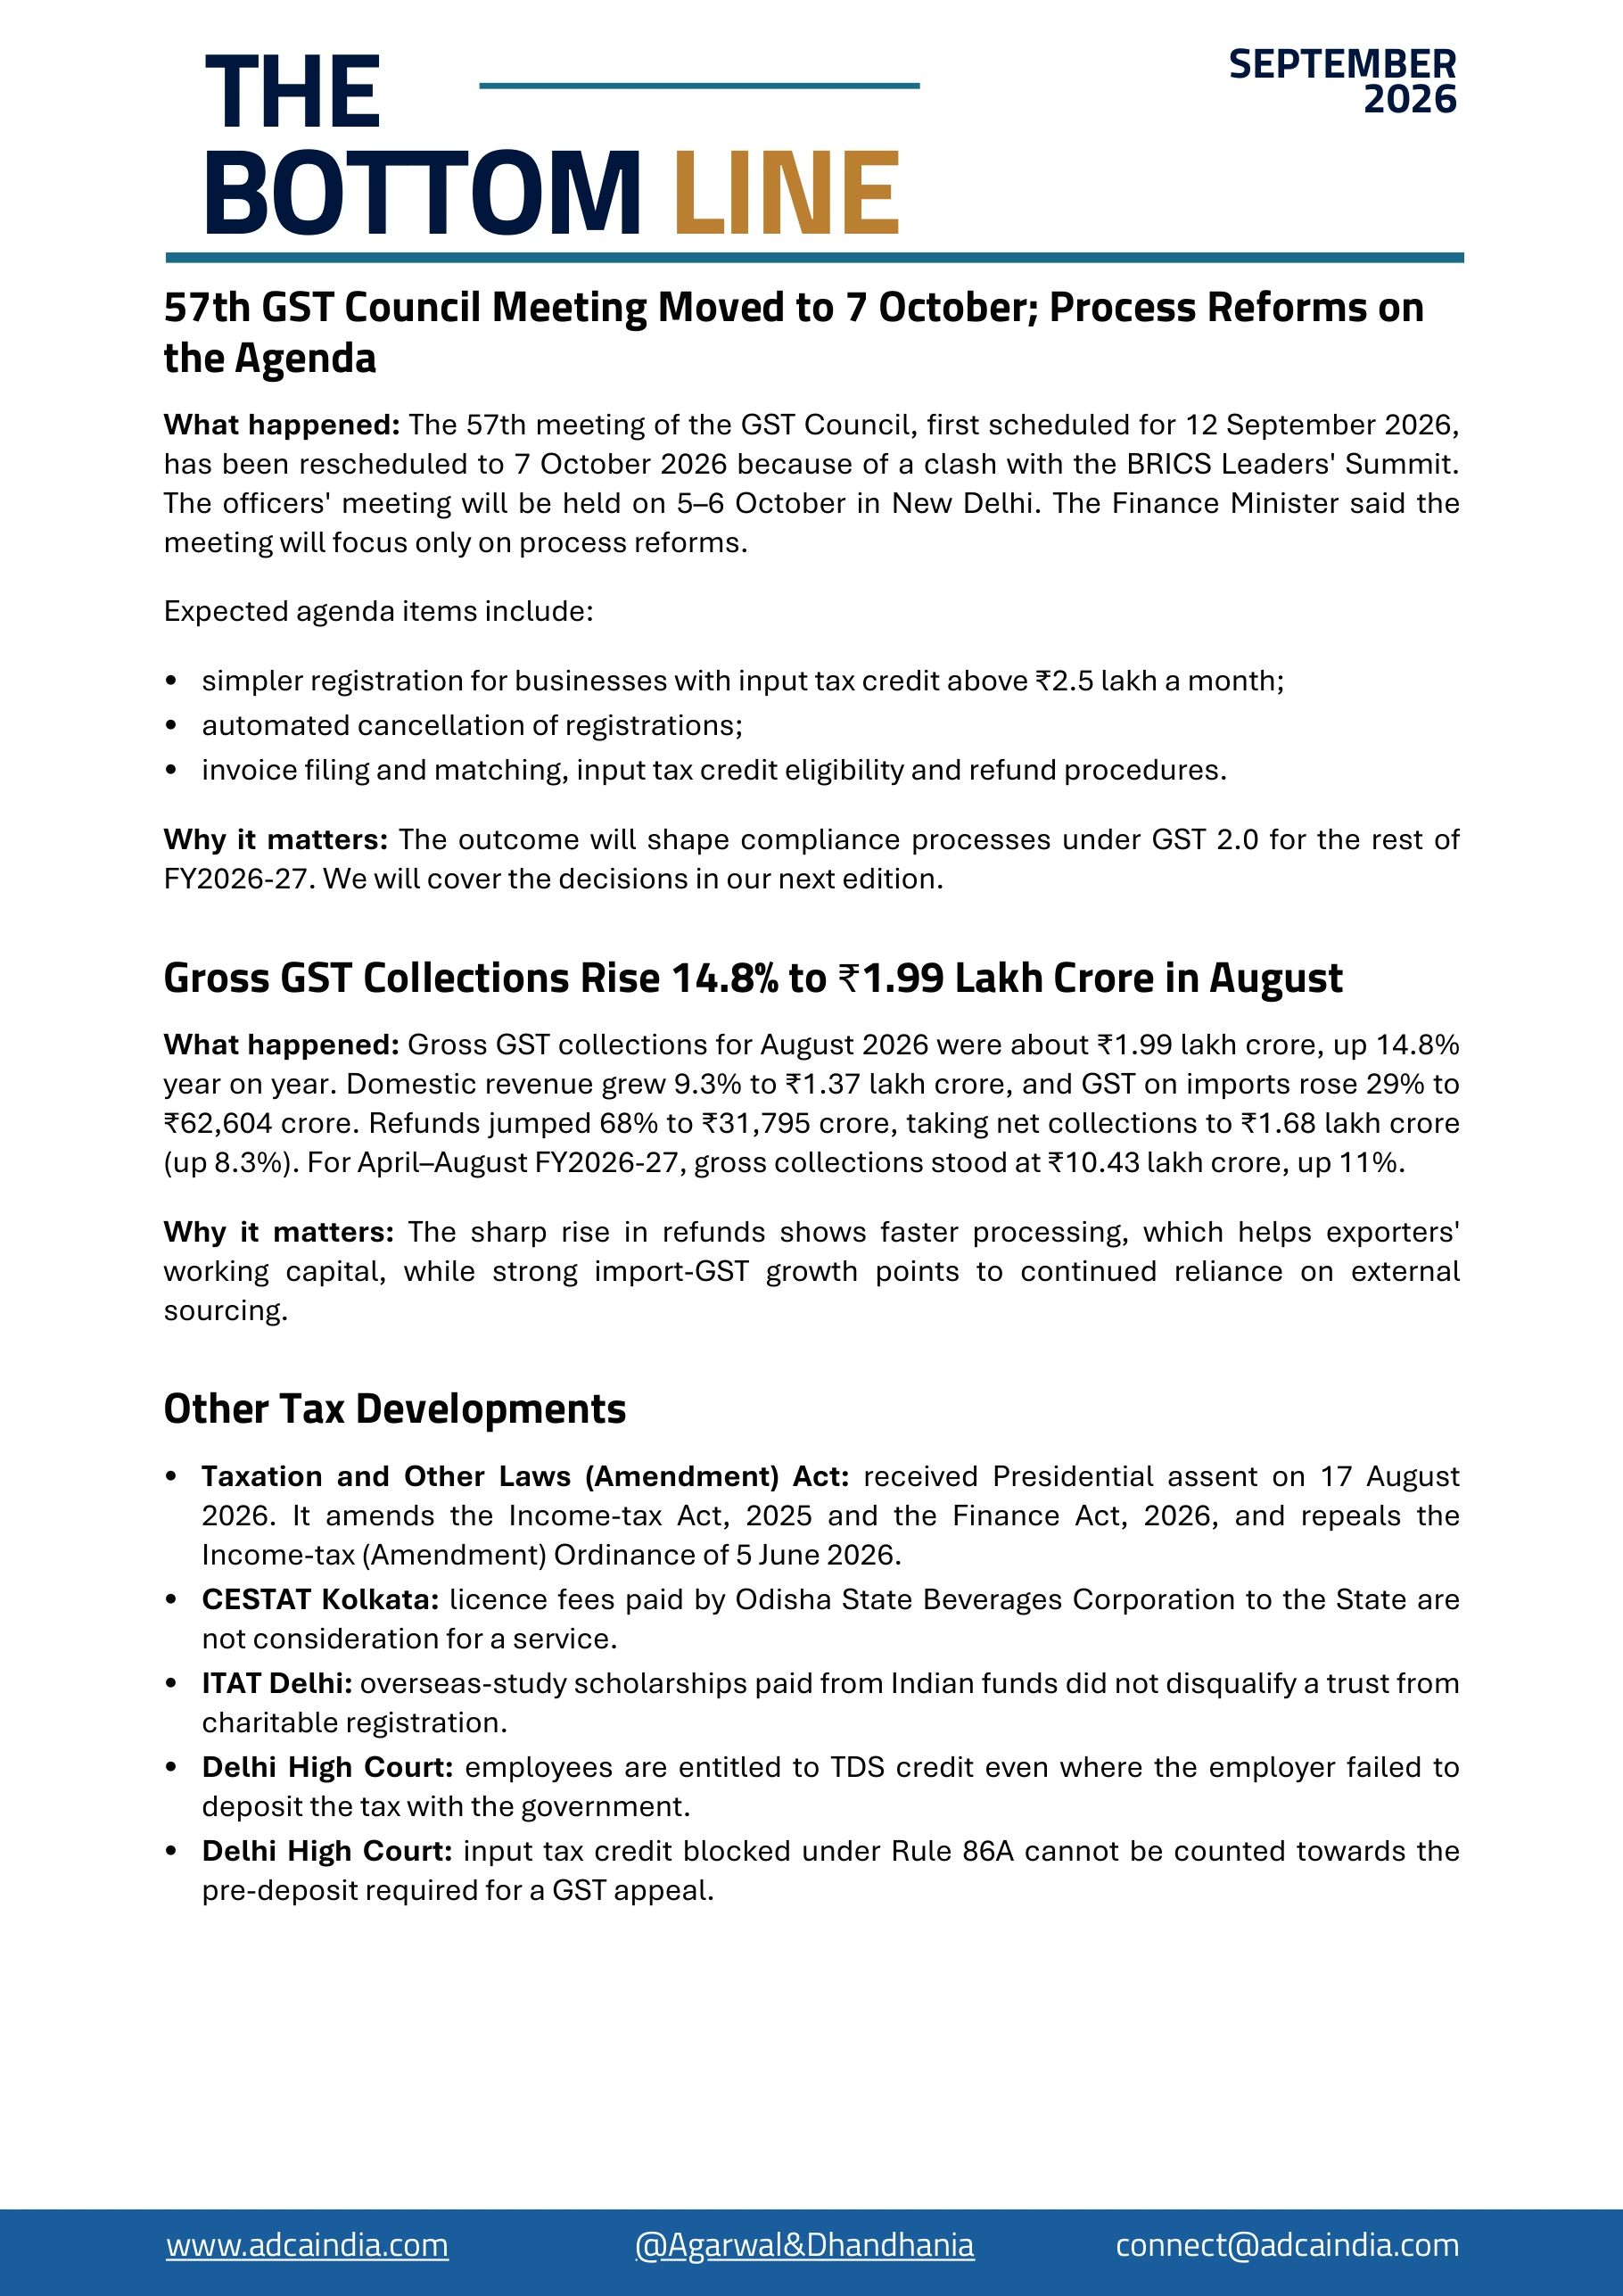 THE
BOTTOM LINE
SEPTEMBER
2026
57th GST Council Meeting Moved to 7 October; Process Reforms on
the Agenda
What happened: The 57th meeting of the GST Council, first scheduled for 12 September 2026,
has been rescheduled to 7 October 2026 because of a clash with the BRICS Leaders' Summit.
The officers' meeting will be held on 5–6 October in New Delhi. The Finance Minister said the
meeting will focus only on process reforms.
Expected agenda items include:
• simpler registration for businesses with input tax credit above ₹2.5 lakh a month;
• automated cancellation of registrations;
• invoice filing and matching, input tax credit eligibility and refund procedures.
Why it matters: The outcome will shape compliance processes under GST 2.0 for the rest of
FY2026-27. We will cover the decisions in our next edition.
Gross GST Collections Rise 14.8% to ₹1.99 Lakh Crore in August
What happened: Gross GST collections for August 2026 were about ₹1.99 lakh crore, up 14.8%
year on year. Domestic revenue grew 9.3% to ₹1.37 lakh crore, and GST on imports rose 29% to
₹62,604 crore. Refunds jumped 68% to ₹31,795 crore, taking net collections to ₹1.68 lakh crore
(up 8.3%). For April–August FY2026-27, gross collections stood at ₹10.43 lakh crore, up 11%.
Why it matters: The sharp rise in refunds shows faster processing, which helps exporters'
working capital, while strong import-GST growth points to continued reliance on external
sourcing.
Other Tax Developments
• Taxation and Other Laws (Amendment) Act: received Presidential assent on 17 August
2026. It amends the Income-tax Act, 2025 and the Finance Act, 2026, and repeals the
Income-tax (Amendment) Ordinance of 5 June 2026.
• CESTAT Kolkata: licence fees paid by Odisha State Beverages Corporation to the State are
not consideration for a service.
• ITAT Delhi: overseas-study scholarships paid from Indian funds did not disqualify a trust from
charitable registration.
• Delhi High Court: employees are entitled to TDS credit even where the employer failed to
deposit the tax with the government.
• Delhi High Court: input tax credit blocked under Rule 86A cannot be counted towards the
pre-deposit required for a GST appeal.
www.adcaindia.com @Agarwal&Dhandhania connect@adcaindia.com